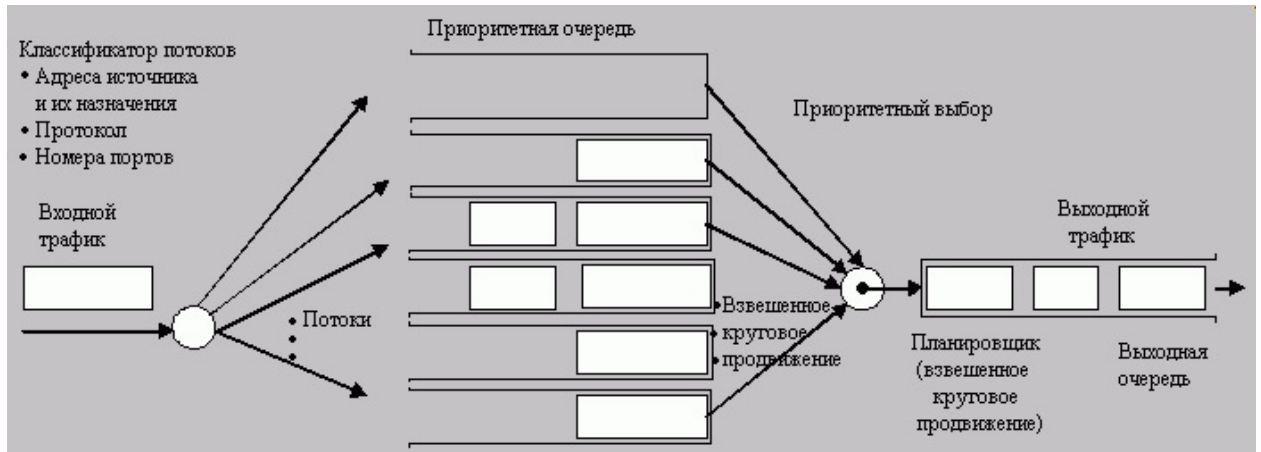 Приоритетная очередь
Классификатор потоков
• Адреса источника
и их назначения
• Протокол
• Номера портов
Приоритетный выбор
Входной
трафик
Выходной
трафик
• Потоки
•
•
• Взвешенное
• круговое
• продвижение
Планировщик
(взвешенное
круговое
продвижение)
Выходная
очередь